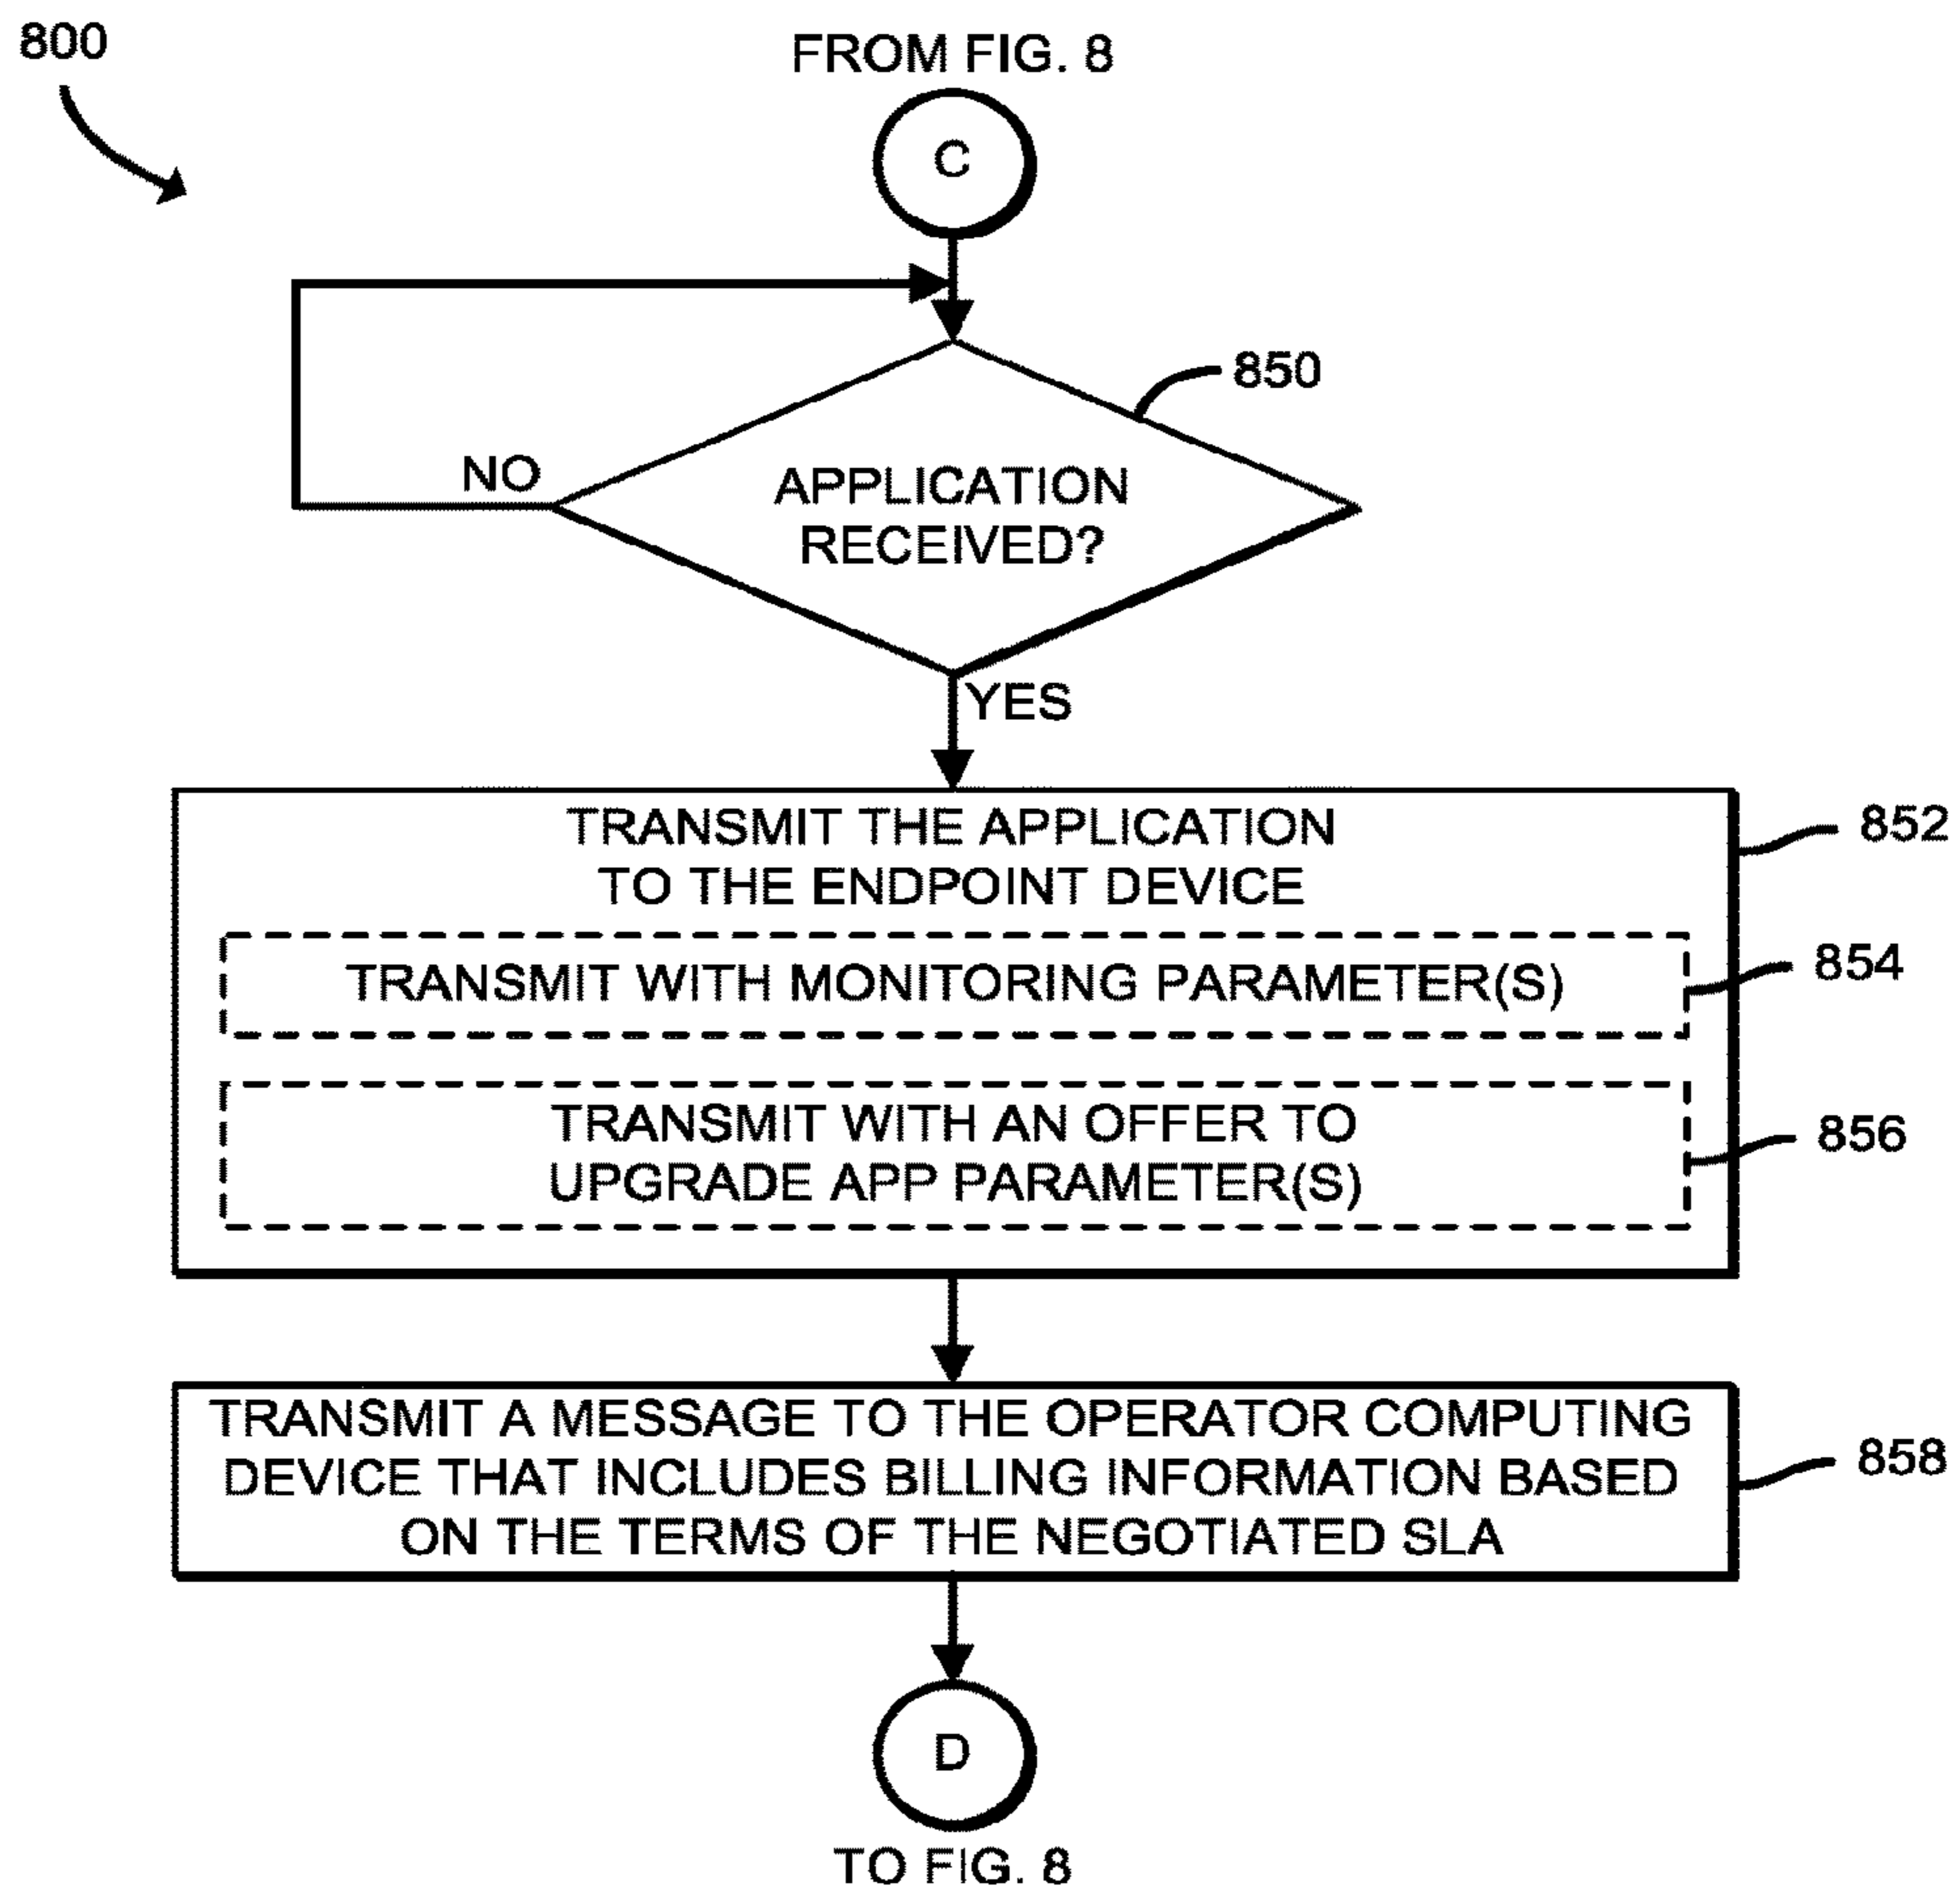 800
FROM FIG. 8
C
850
NO
APPLICATION
RECEIVED?
YES
TRANSMIT THE APPLICATION
TO THE ENDPOINT DEVICE
852
TRANSMIT WITH MONITORING PARAMETER(S)
854
TRANSMIT WITH AN OFFER TO
UPGRADE APP PARAMETER(S)
856
TRANSMIT A MESSAGE TO THE OPERATOR COMPUTING
DEVICE THAT INCLUDES BILLING INFORMATION BASED
ON THE TERMS OF THE NEGOTIATED SLA
858
D
TO FIG. 8